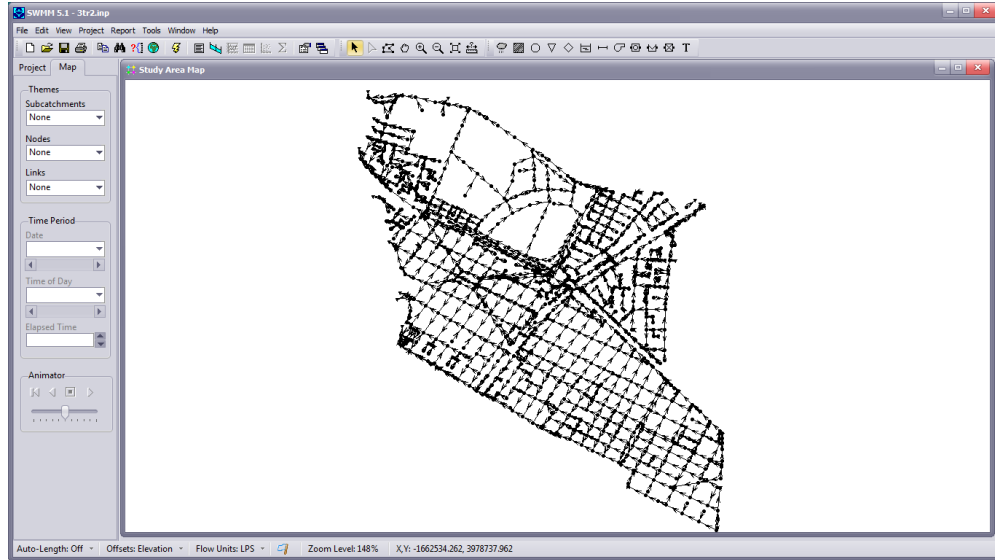 SWMM 5.1 - 3tr2.inp
File Edit View Project Report Tools Window Help
Project Map
Study Area Map
Themes
Subcatchments
None
Nodes
None
Links
None
Time Period
Date
Time of Day
Elapsed Time
Animator
Auto-Length: Off Offsets: Elevation Flow Units: LPS Zoom Level: 148% X,Y: -1662534.262, 3978737.962